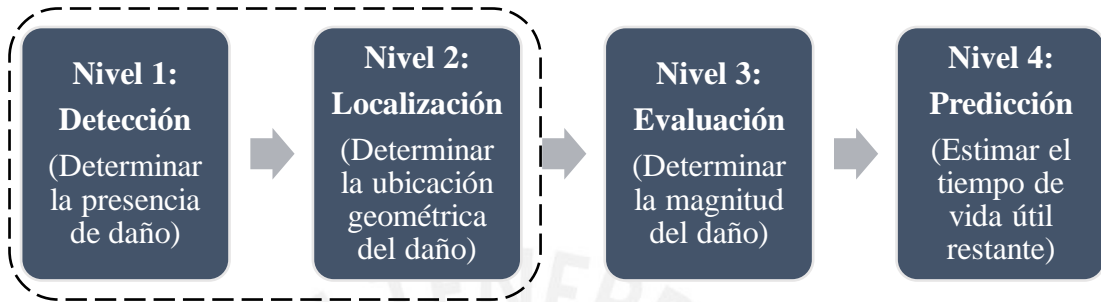 Nivel 1:
Detección
(Determinar
la presencia
de daño)
Nivel 2:
Localización
(Determinar
la ubicación
geométrica
del daño)
Nivel 3:
Evaluación
(Determinar
la magnitud
del daño)
Nivel 4:
Predicción
(Estimar el
tiempo de
vida útil
restante)